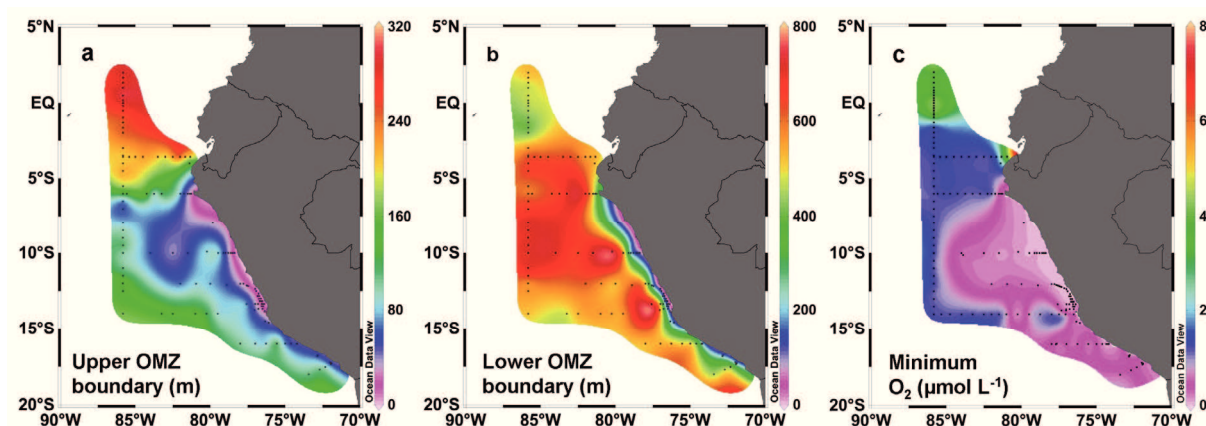 a
5°N
EQ
5°S
10°S
15°S
20°S
90°W
85°W
80°W
75°W
70°W
320
240
160
80
0
Ocean Data View
Upper OMZ
boundary (m)
b
5°N
EQ
5°S
10°S
15°S
20°S
90°W
85°W
80°W
75°W
70°W
800
600
400
200
0
Ocean Data View
Lower OMZ
boundary (m)
c
5°N
EQ
5°S
10°S
15°S
20°S
90°W
85°W
80°W
75°W
70°W
8
6
4
2
0
Ocean Data View
Minimum
O₂ (µmol L⁻¹)